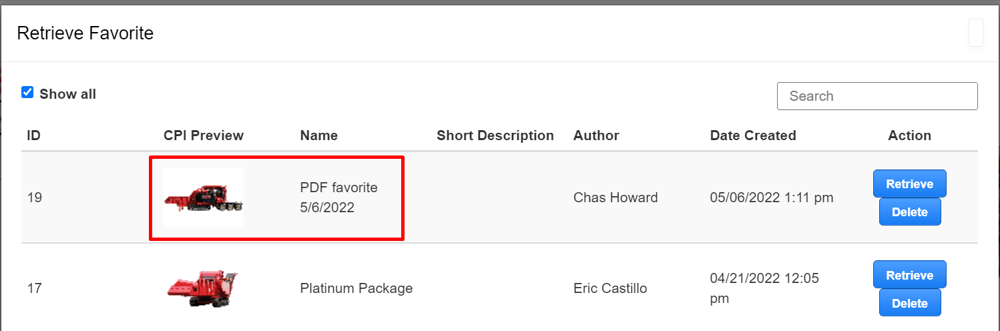 Retrieve Favorite
Show all
Search
ID CPI Preview Name Short Description Author Date Created Action
19 PDF favorite 5/6/2022 Chas Howard 05/06/2022 1:11 pm Retrieve Delete
17 Platinum Package Eric Castillo 04/21/2022 12:05 pm Retrieve Delete